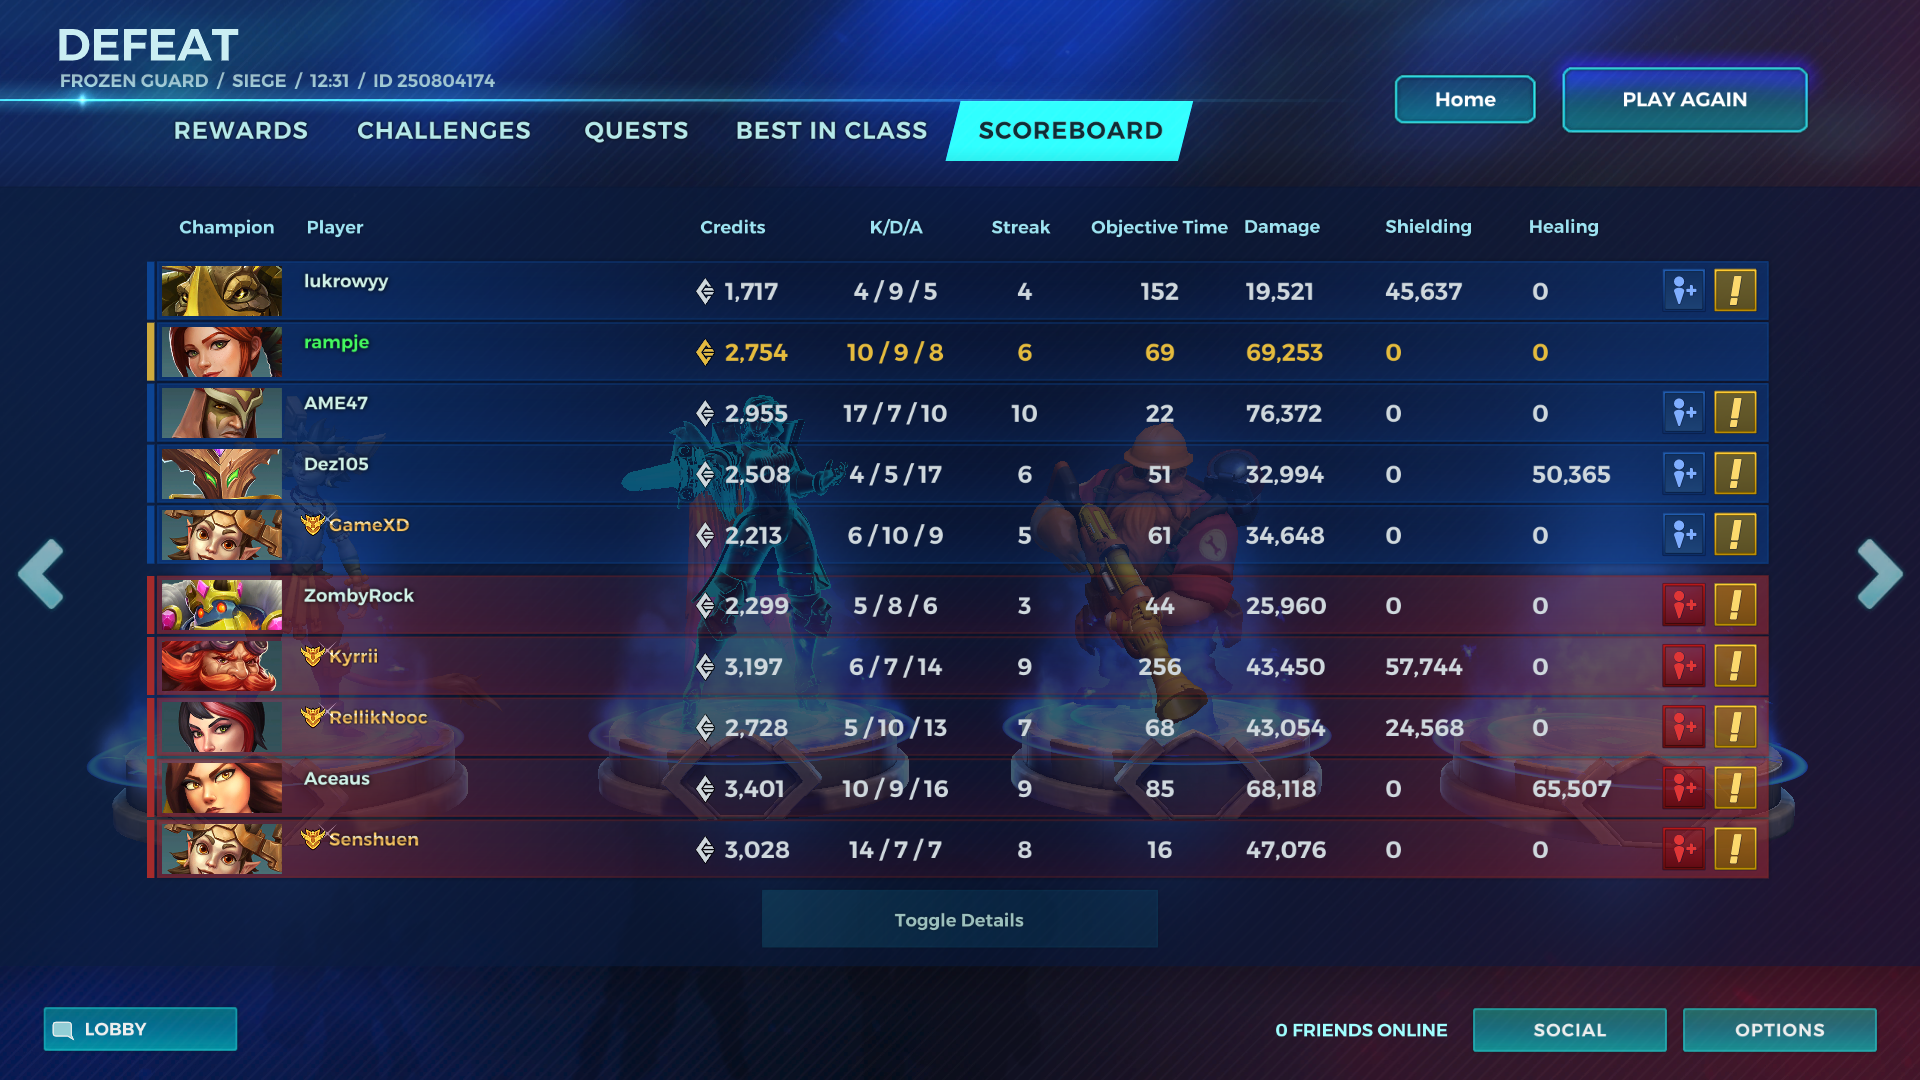 DEFEAT
FROZEN GUARD / SIEGE / 12:31 / ID 250804174
Home
PLAY AGAIN
REWARDS CHALLENGES QUESTS BEST IN CLASS SCOREBOARD
Champion Player Credits K/D/A Streak Objective Time Damage Shielding Healing
lukrowyy 1,717 4 / 9 / 5 4 152 19,521 45,637 0
rampje 2,754 10 / 9 / 8 6 69 69,253 0 0
AME47 2,955 17 / 7 / 10 10 22 76,372 0 0
Dez105 2,508 4 / 5 / 17 6 51 32,994 0 50,365
GameXD 2,213 6 / 10 / 9 5 61 34,648 0 0
ZombyRock 2,299 5 / 8 / 6 3 44 25,960 0 0
Kyrrii 3,197 6 / 7 / 14 9 256 43,450 57,744 0
RellikNooc 2,728 5 / 10 / 13 7 68 43,054 24,568 0
Aceaus 3,401 10 / 9 / 16 9 85 68,118 0 65,507
Senshuen 3,028 14 / 7 / 7 8 16 47,076 0 0
Toggle Details
LOBBY
0 FRIENDS ONLINE
SOCIAL
OPTIONS